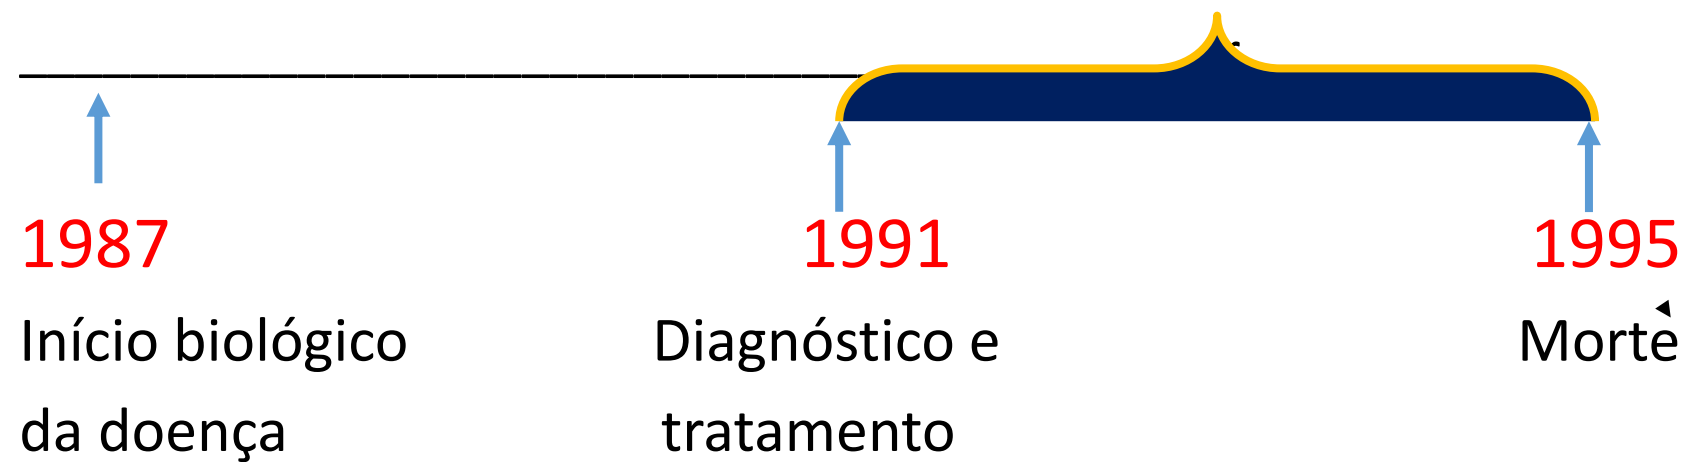 1987 1991 1995
Início biológico Diagnóstico e Morte
da doença tratamento